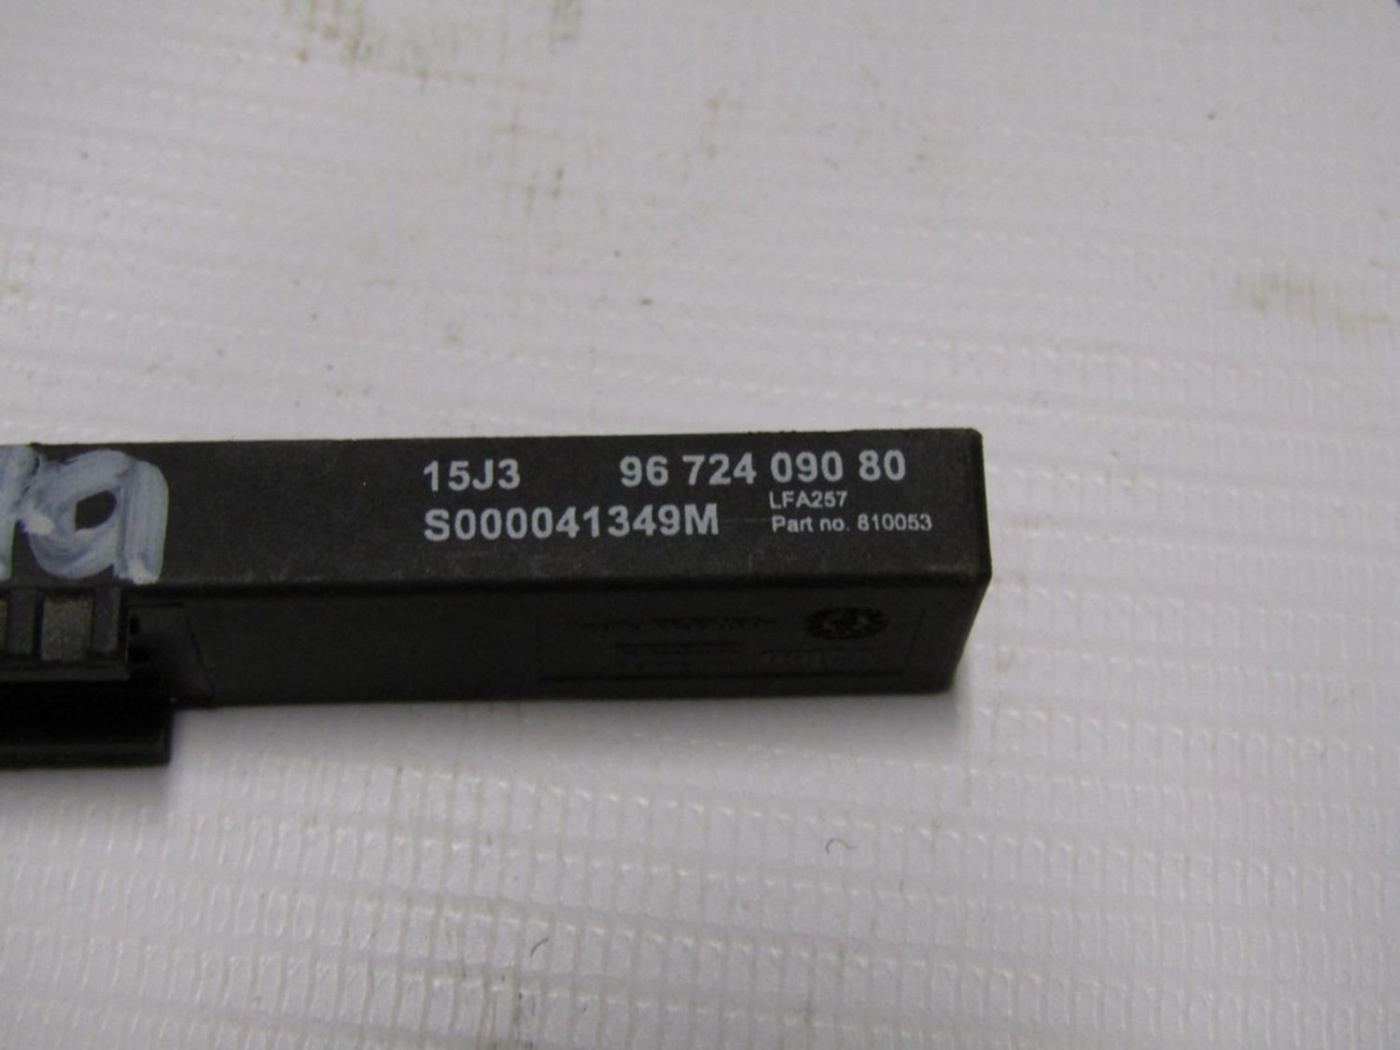 15J3 96 724 090 80
LFA257
S000041349M Part no. 810053